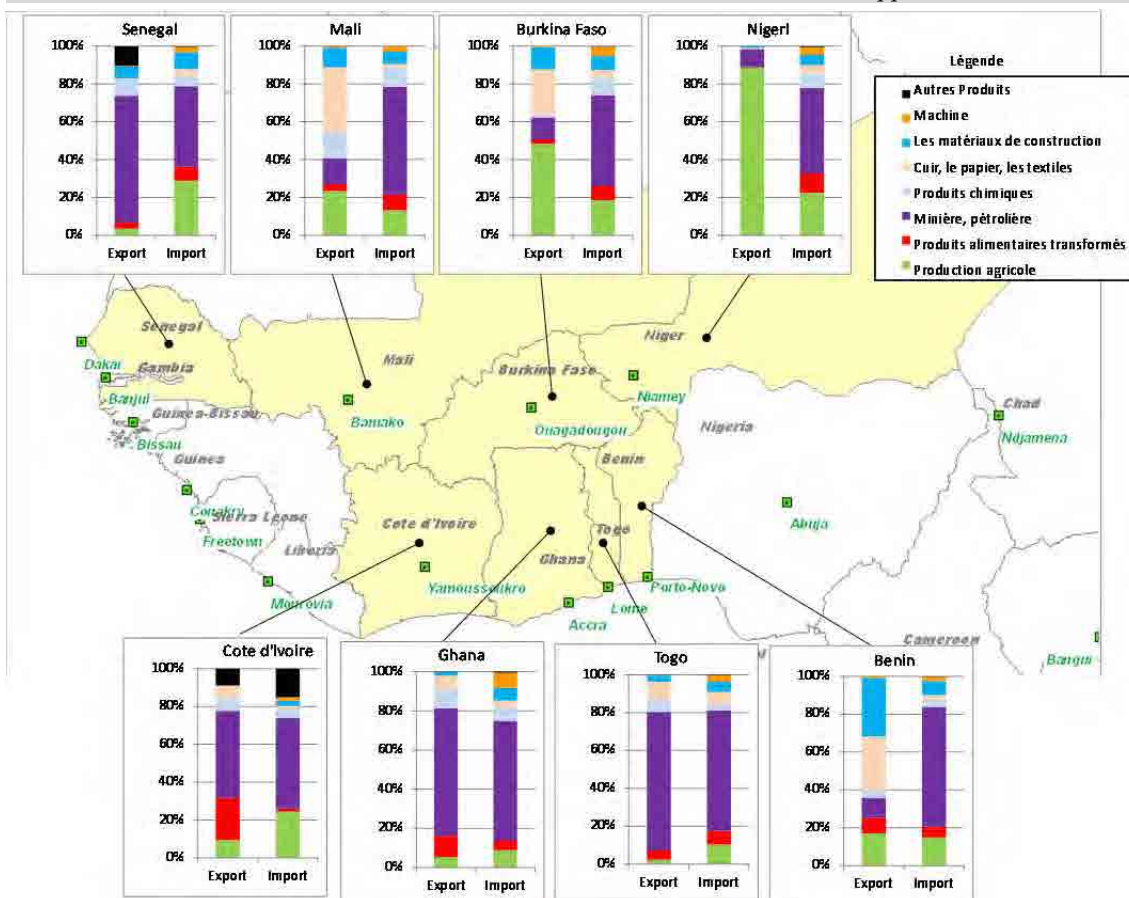 Senegal
100%
80%
60%
40%
20%
0%
Export Import
Mali
100%
80%
60%
40%
20%
0%
Export Import
Burkina Faso
100%
80%
60%
40%
20%
0%
Export Import
Nigerl
100%
80%
60%
40%
20%
0%
Export Import
Légende
Autres Produits
Machine
Les matériaux de construction
Cuir, le papier, les textiles
Produits chimiques
Minière, pétrolière
Produits alimentaires transformés
Production agricole
Senegal
Dakar
Gambia
Banjul
Guinea-Bissau
Bissau
Guinea
Conakry
Sierra Leone
Freetown
Liberia
Monrovia
Mali
Bamako
Burkina Faso
Ouagadougou
Niger
Niamey
Nigeria
Abuja
Chad
Ndjamena
Benin
Porto-Novo
Togo
Lome
Ghana
Accra
Cote d'Ivoire
Yamoussoukro
Cameroon
Bangui
Cote d'Ivoire
100%
80%
60%
40%
20%
0%
Export Import
Ghana
100%
80%
60%
40%
20%
0%
Export Import
Togo
100%
80%
60%
40%
20%
0%
Export Import
Benin
100%
80%
60%
40%
20%
0%
Export Import